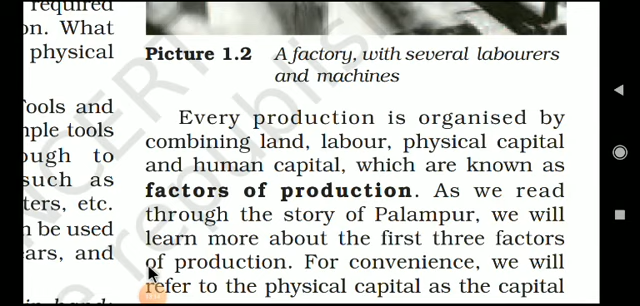 required
on. What
physical
Tools and
mple tools
ough to
such as
ters, etc.
n be used
ears, and
in hand:
Picture 1.2 A factory, with several labourers
and machines
Every production is organised by
combining land, labour, physical capital
and human capital, which are known as
factors of production. As we read
through the story of Palampur, we will
learn more about the first three factors
of production. For convenience, we will
refer to the physical capital as the capital